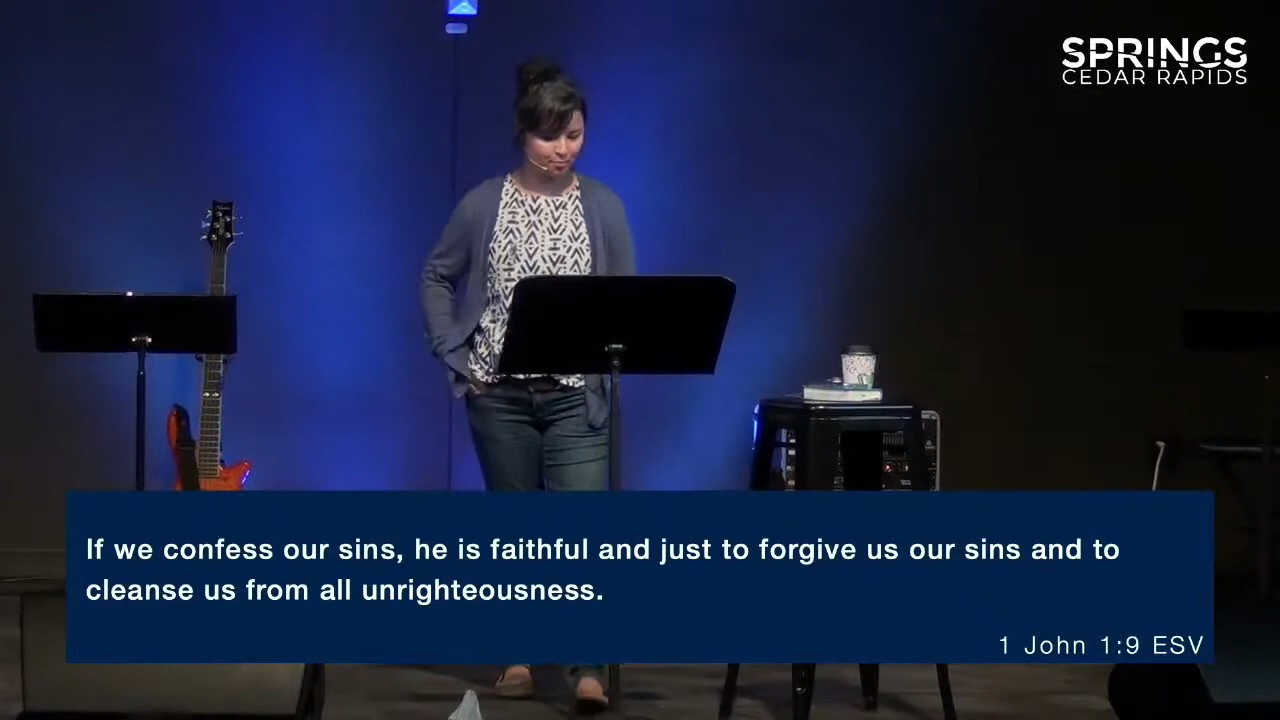 SPRINGS
CEDAR RAPIDS
If we confess our sins, he is faithful and just to forgive us our sins and to
cleanse us from all unrighteousness.
1 John 1:9 ESV